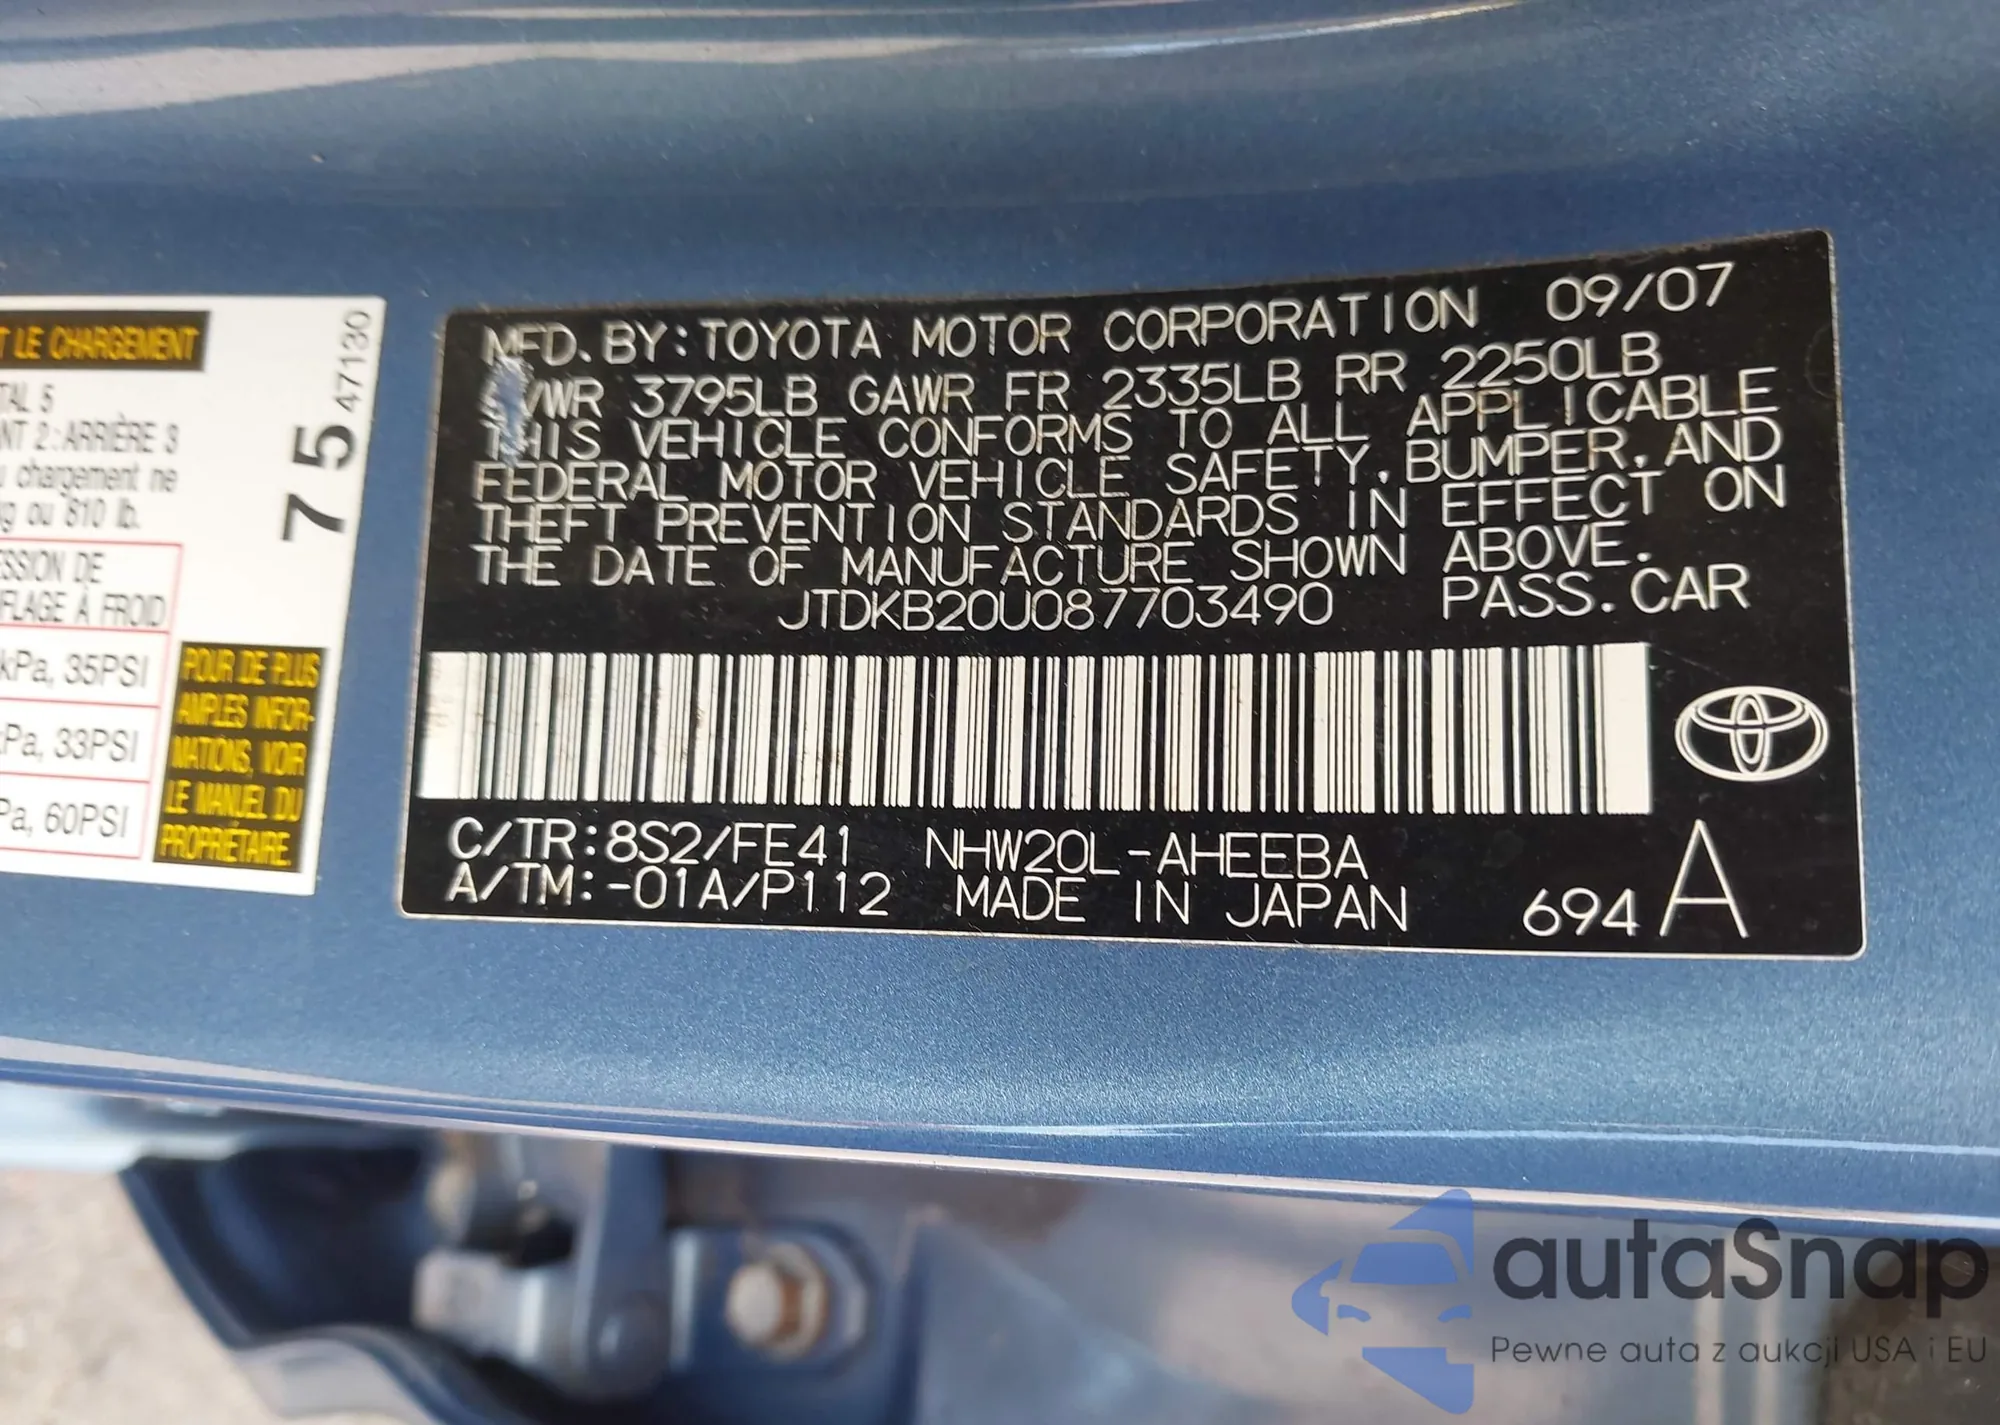 T LE CHARGEMENT
TAL 5
NT 2: ARRIÈRE 3
u chargement ne
kg ou 810 lb.
SSION DE
FLAGE À FROID
kPa, 35PSI
kPa, 33PSI
Pa, 60PSI
POUR DE PLUS
AMPLES INFOR-
MATIONS, VOIR
LE MANUEL DU
PROPRIÉTAIRE.
75
47130
MFD. BY: TOYOTA MOTOR CORPORATION 09/07
GVWR 3795LB GAWR FR 2335LB RR 2250LB
THIS VEHICLE CONFORMS TO ALL APPLICABLE
FEDERAL MOTOR VEHICLE SAFETY, BUMPER, AND
THEFT PREVENTION STANDARDS IN EFFECT ON
THE DATE OF MANUFACTURE SHOWN ABOVE.
JTDKB20U087703490 PASS. CAR
C/TR: 8S2/FE41 NHW20L-AHEEBA
A/TM: -01A/P112 MADE IN JAPAN 694 A
autaSnap
Pewne auta z aukcji USA i EU